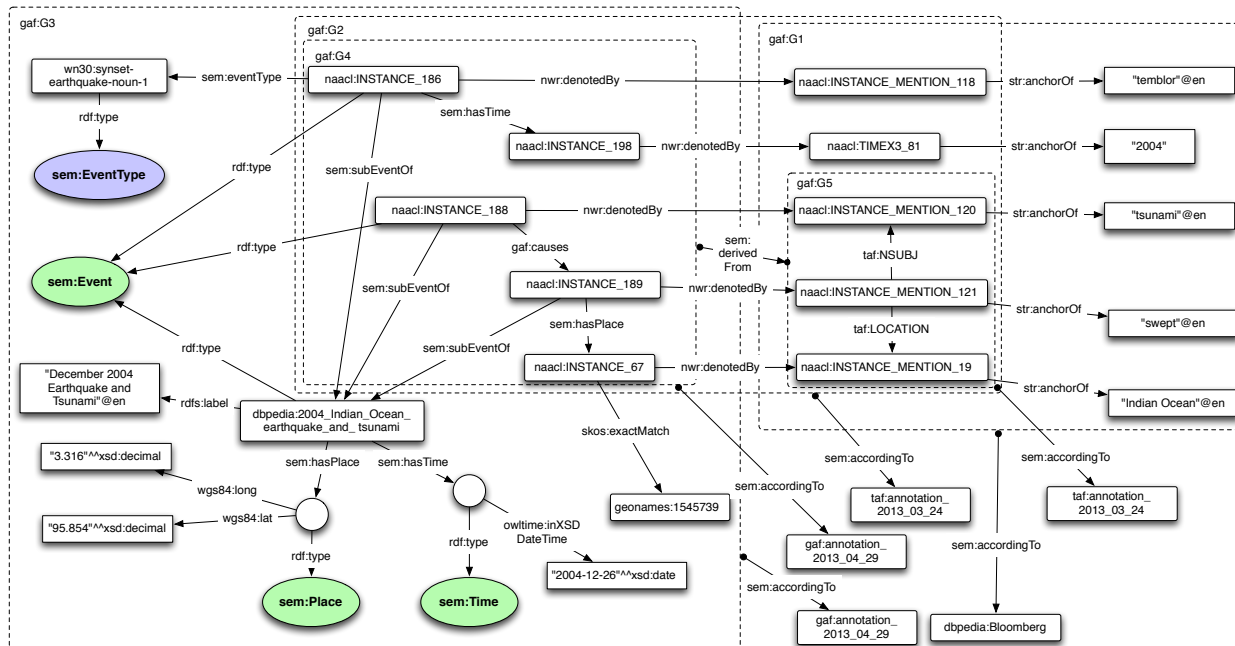 gaf:G3
gaf:G2
gaf:G1
gaf:G4
wn30:synset-
earthquake-noun-1
sem:eventType
naacl:INSTANCE_186
nwr:denotedBy
naacl:INSTANCE_MENTION_118
str:anchorOf
"temblor"@en
rdf:type
sem:hasTime
sem:EventType
rdf:type
sem:subEventOf
naacl:INSTANCE_198
nwr:denotedBy
naacl:TIMEX3_81
str:anchorOf
"2004"
gaf:G5
naacl:INSTANCE_188
nwr:denotedBy
naacl:INSTANCE_MENTION_120
str:anchorOf
"tsunami"@en
rdf:type
gaf:causes
sem:
derived
From
taf:NSUBJ
sem:Event
sem:subEventOf
naacl:INSTANCE_189
nwr:denotedBy
naacl:INSTANCE_MENTION_121
str:anchorOf
"swept"@en
rdf:type
sem:subEventOf
sem:hasPlace
taf:LOCATION
naacl:INSTANCE_67
nwr:denotedBy
naacl:INSTANCE_MENTION_19
str:anchorOf
"Indian Ocean"@en
"December 2004
Earthquake and
Tsunami"@en
rdfs:label
dbpedia:2004_Indian_Ocean_
earthquake_and_ tsunami
skos:exactMatch
"3.316"^^xsd:decimal
wgs84:long
sem:hasPlace
sem:hasTime
sem:accordingTo
sem:accordingTo
sem:accordingTo
"95.854"^^xsd:decimal
wgs84:lat
geonames:1545739
taf:annotation_
2013_03_24
taf:annotation_
2013_03_24
rdf:type
rdf:type
owltime:inXSD
DateTime
gaf:annotation_
2013_04_29
sem:accordingTo
"2004-12-26"^^xsd:date
sem:accordingTo
sem:Place
sem:Time
gaf:annotation_
2013_04_29
dbpedia:Bloomberg